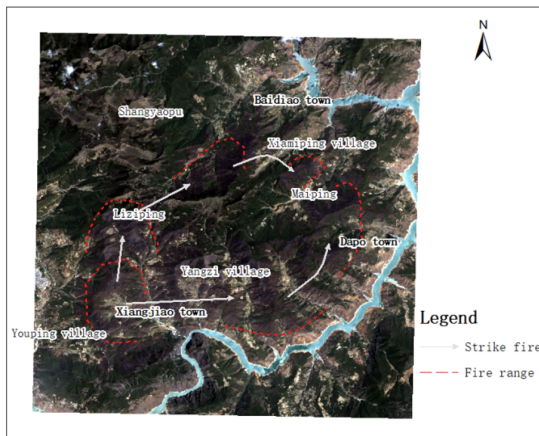 N
Baidiao town
Shangyaopu
Xiamiping village
Maiping
Liziping
Dapo town
Yangzi village
Xiangjiao town
Youping village
Legend
Strike fire
Fire range